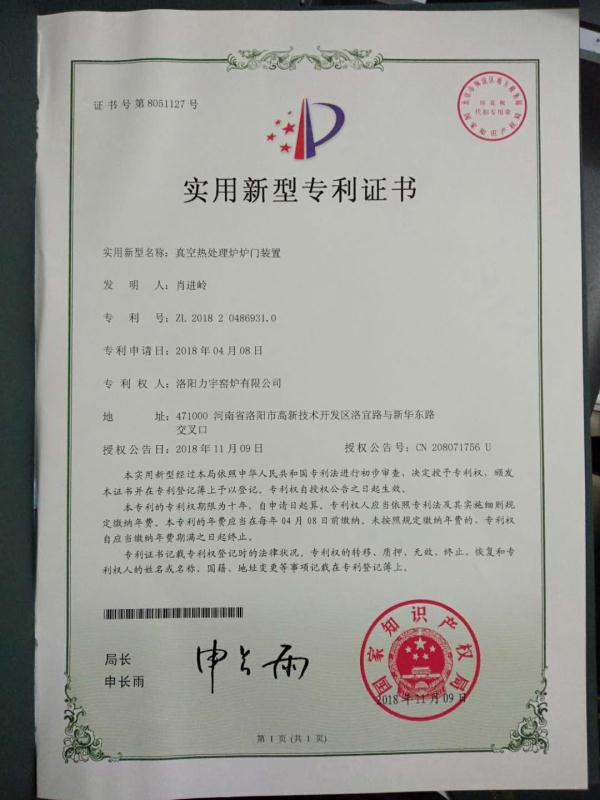 证书号第8051127号
实用新型专利证书
实用新型名称：真空热处理炉炉门装置
发 明 人：肖进岭
专 利 号：ZL 2018 2 0486931.0
专利申请日：2018年04月08日
专 利 权 人：洛阳力宇窑炉有限公司
地 址：471000 河南省洛阳市高新技术开发区洛宜路与新华东路
交叉口
授权公告日：2018年11月09日 授权公告号：CN 208071756 U
本实用新型经过本局依照中华人民共和国专利法进行初步审查，决定授予专利权，颁发
本证书并在专利登记簿上予以登记。专利权自授权公告之日起生效。
本专利的专利权期限为十年，自申请日起算。专利权人应当依照专利法及其实施细则规
定缴纳年费。本专利的年费应当在每年04月08日前缴纳。未按照规定缴纳年费的，专利权
自应当缴纳年费期满之日起终止。
专利证书记载专利权登记时的法律状况。专利权的转移、质押、无效、终止、恢复和专
利权人的姓名或名称、国籍、地址变更等事项记载在专利登记簿上。
局长
申长雨
申长雨
国家知识产权局
2018年11月09日
第 1 页 (共 1 页)